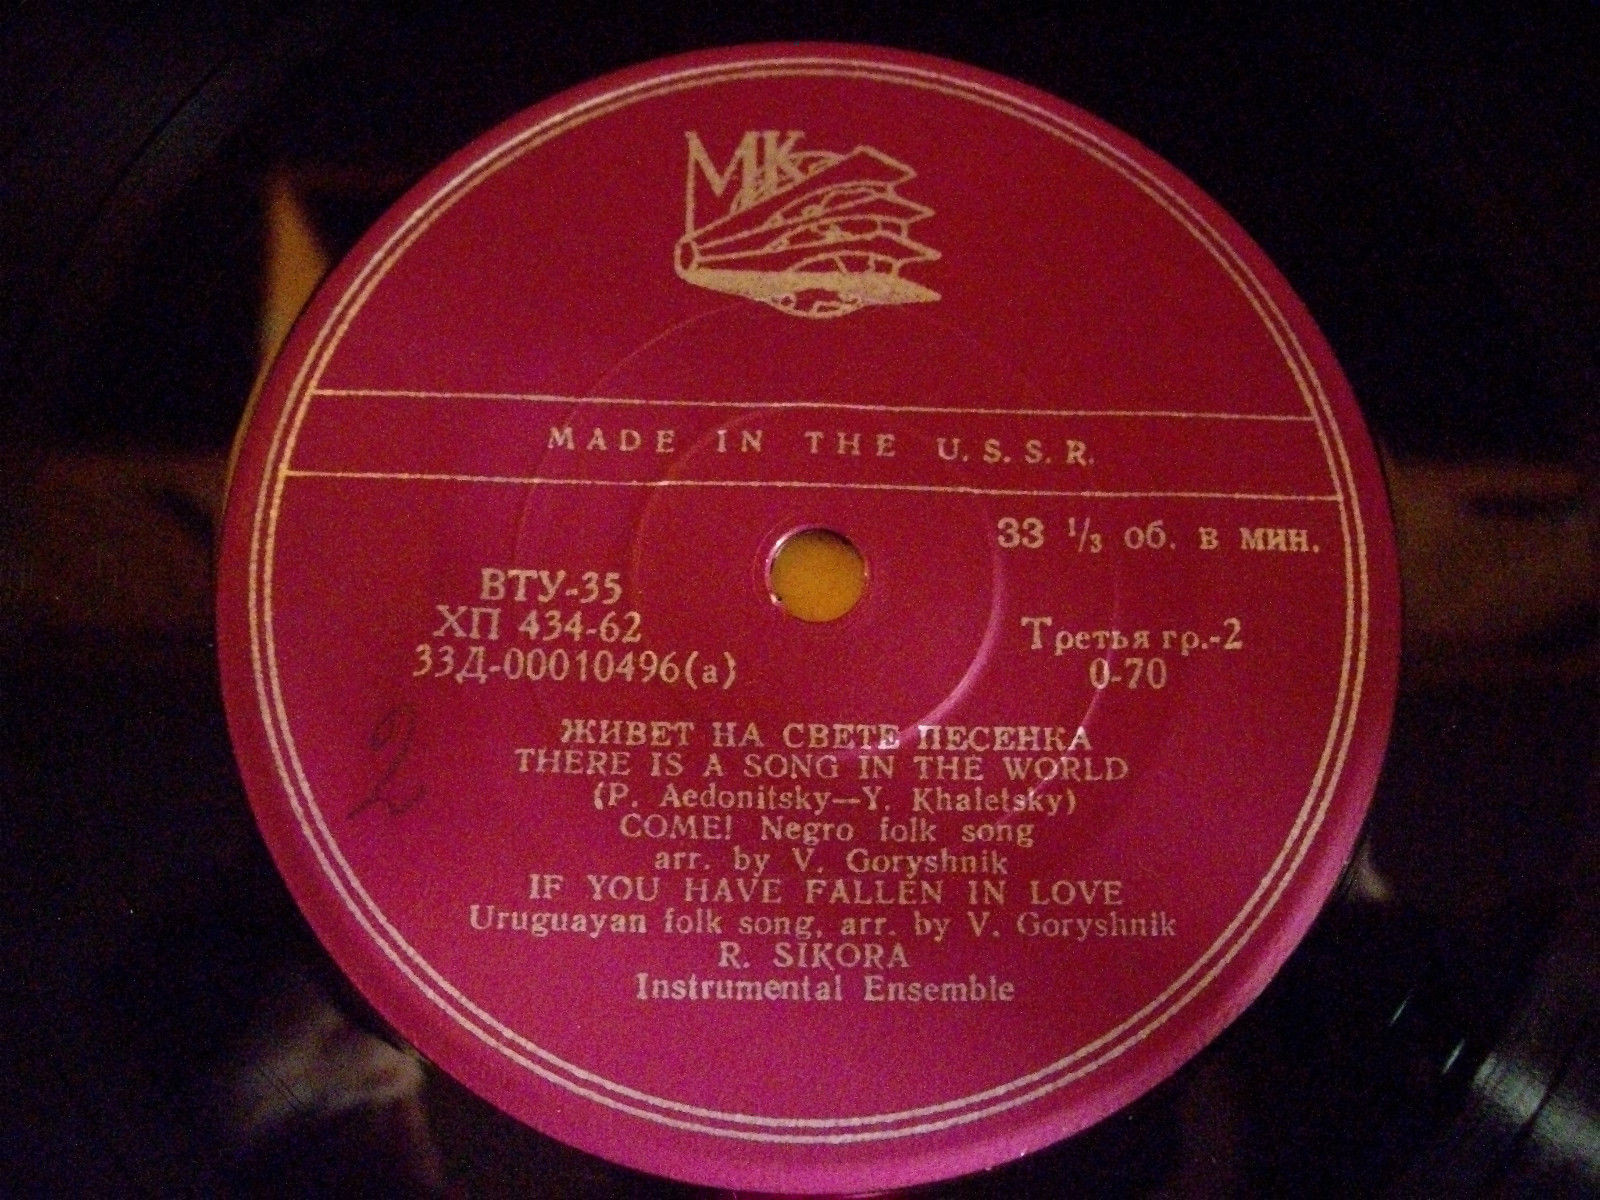 МК
MADE IN THE U.S.S.R.
33 1/3 об. в мин.
ВТУ-35
ХП 434-62
33Д-00010496(а)
Третья гр.-2
0-70
2
ЖИВЕТ НА СВЕТЕ ПЕСЕНКА
THERE IS A SONG IN THE WORLD
(P. Aedonitsky—Y. Khaletsky)
COME! Negro folk song
arr. by V. Goryshnik
IF YOU HAVE FALLEN IN LOVE
Uruguayan folk song, arr. by V. Goryshnik
R. SIKORA
Instrumental Ensemble